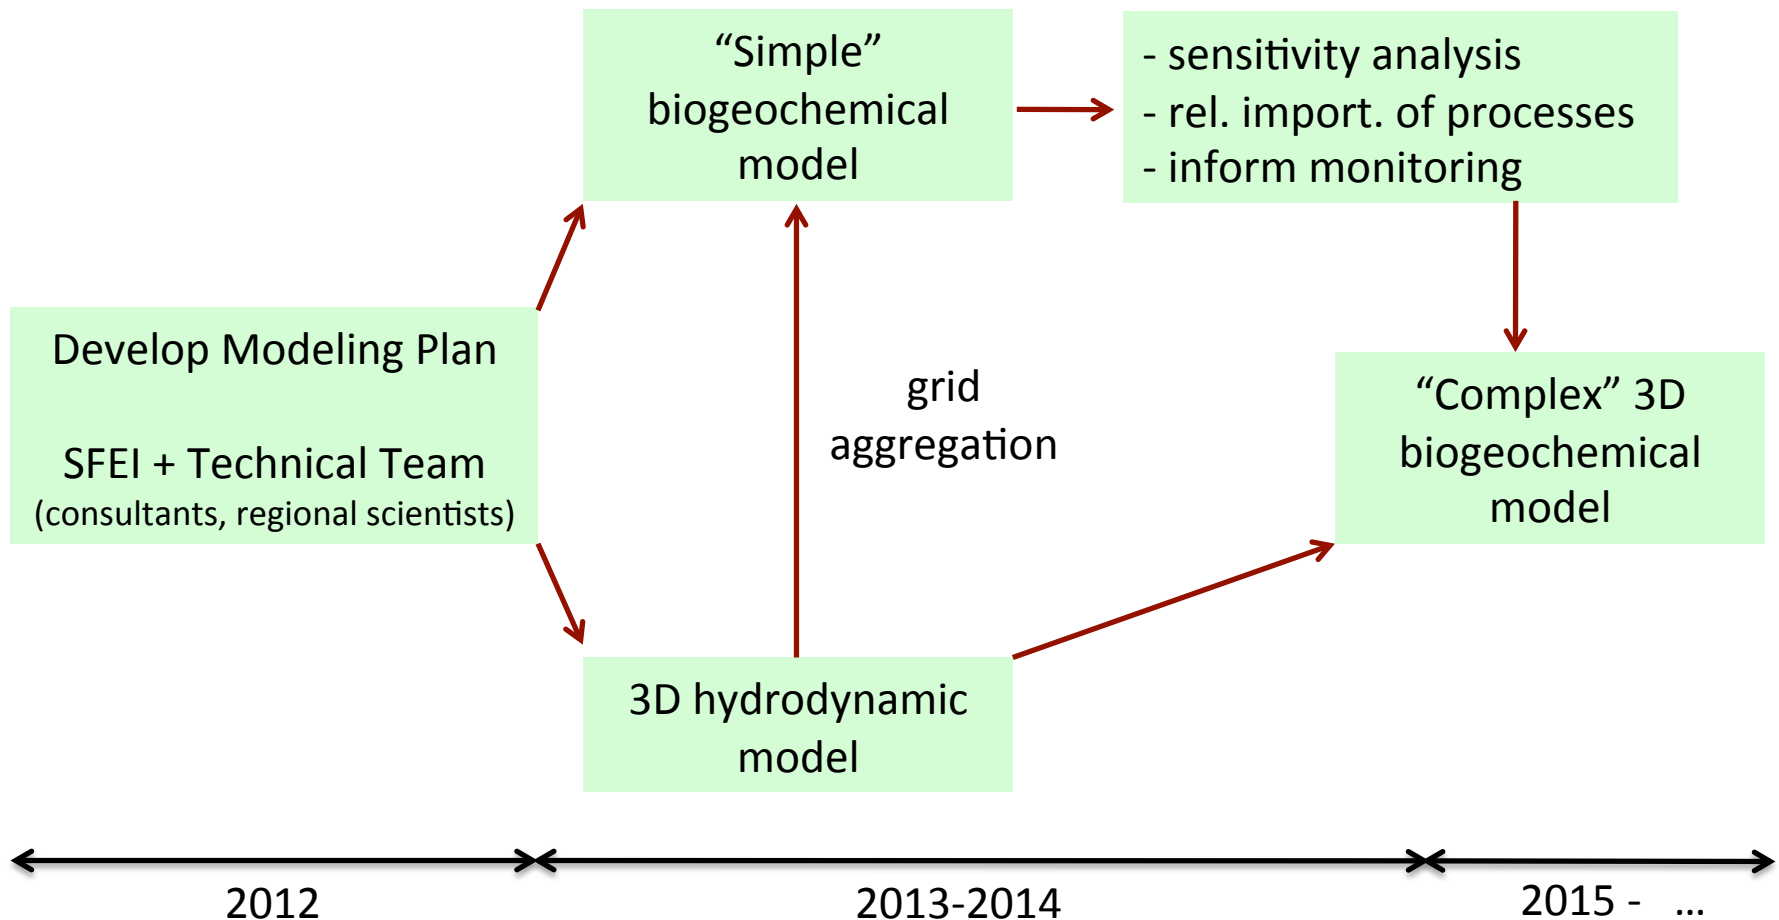 “Simple”
biogeochemical
model
- sensitivity analysis
- rel. import. of processes
- inform monitoring
Develop Modeling Plan
SFEI + Technical Team
(consultants, regional scientists)
grid
aggregation
“Complex” 3D
biogeochemical
model
3D hydrodynamic
model
2012
2013-2014
2015 - ...